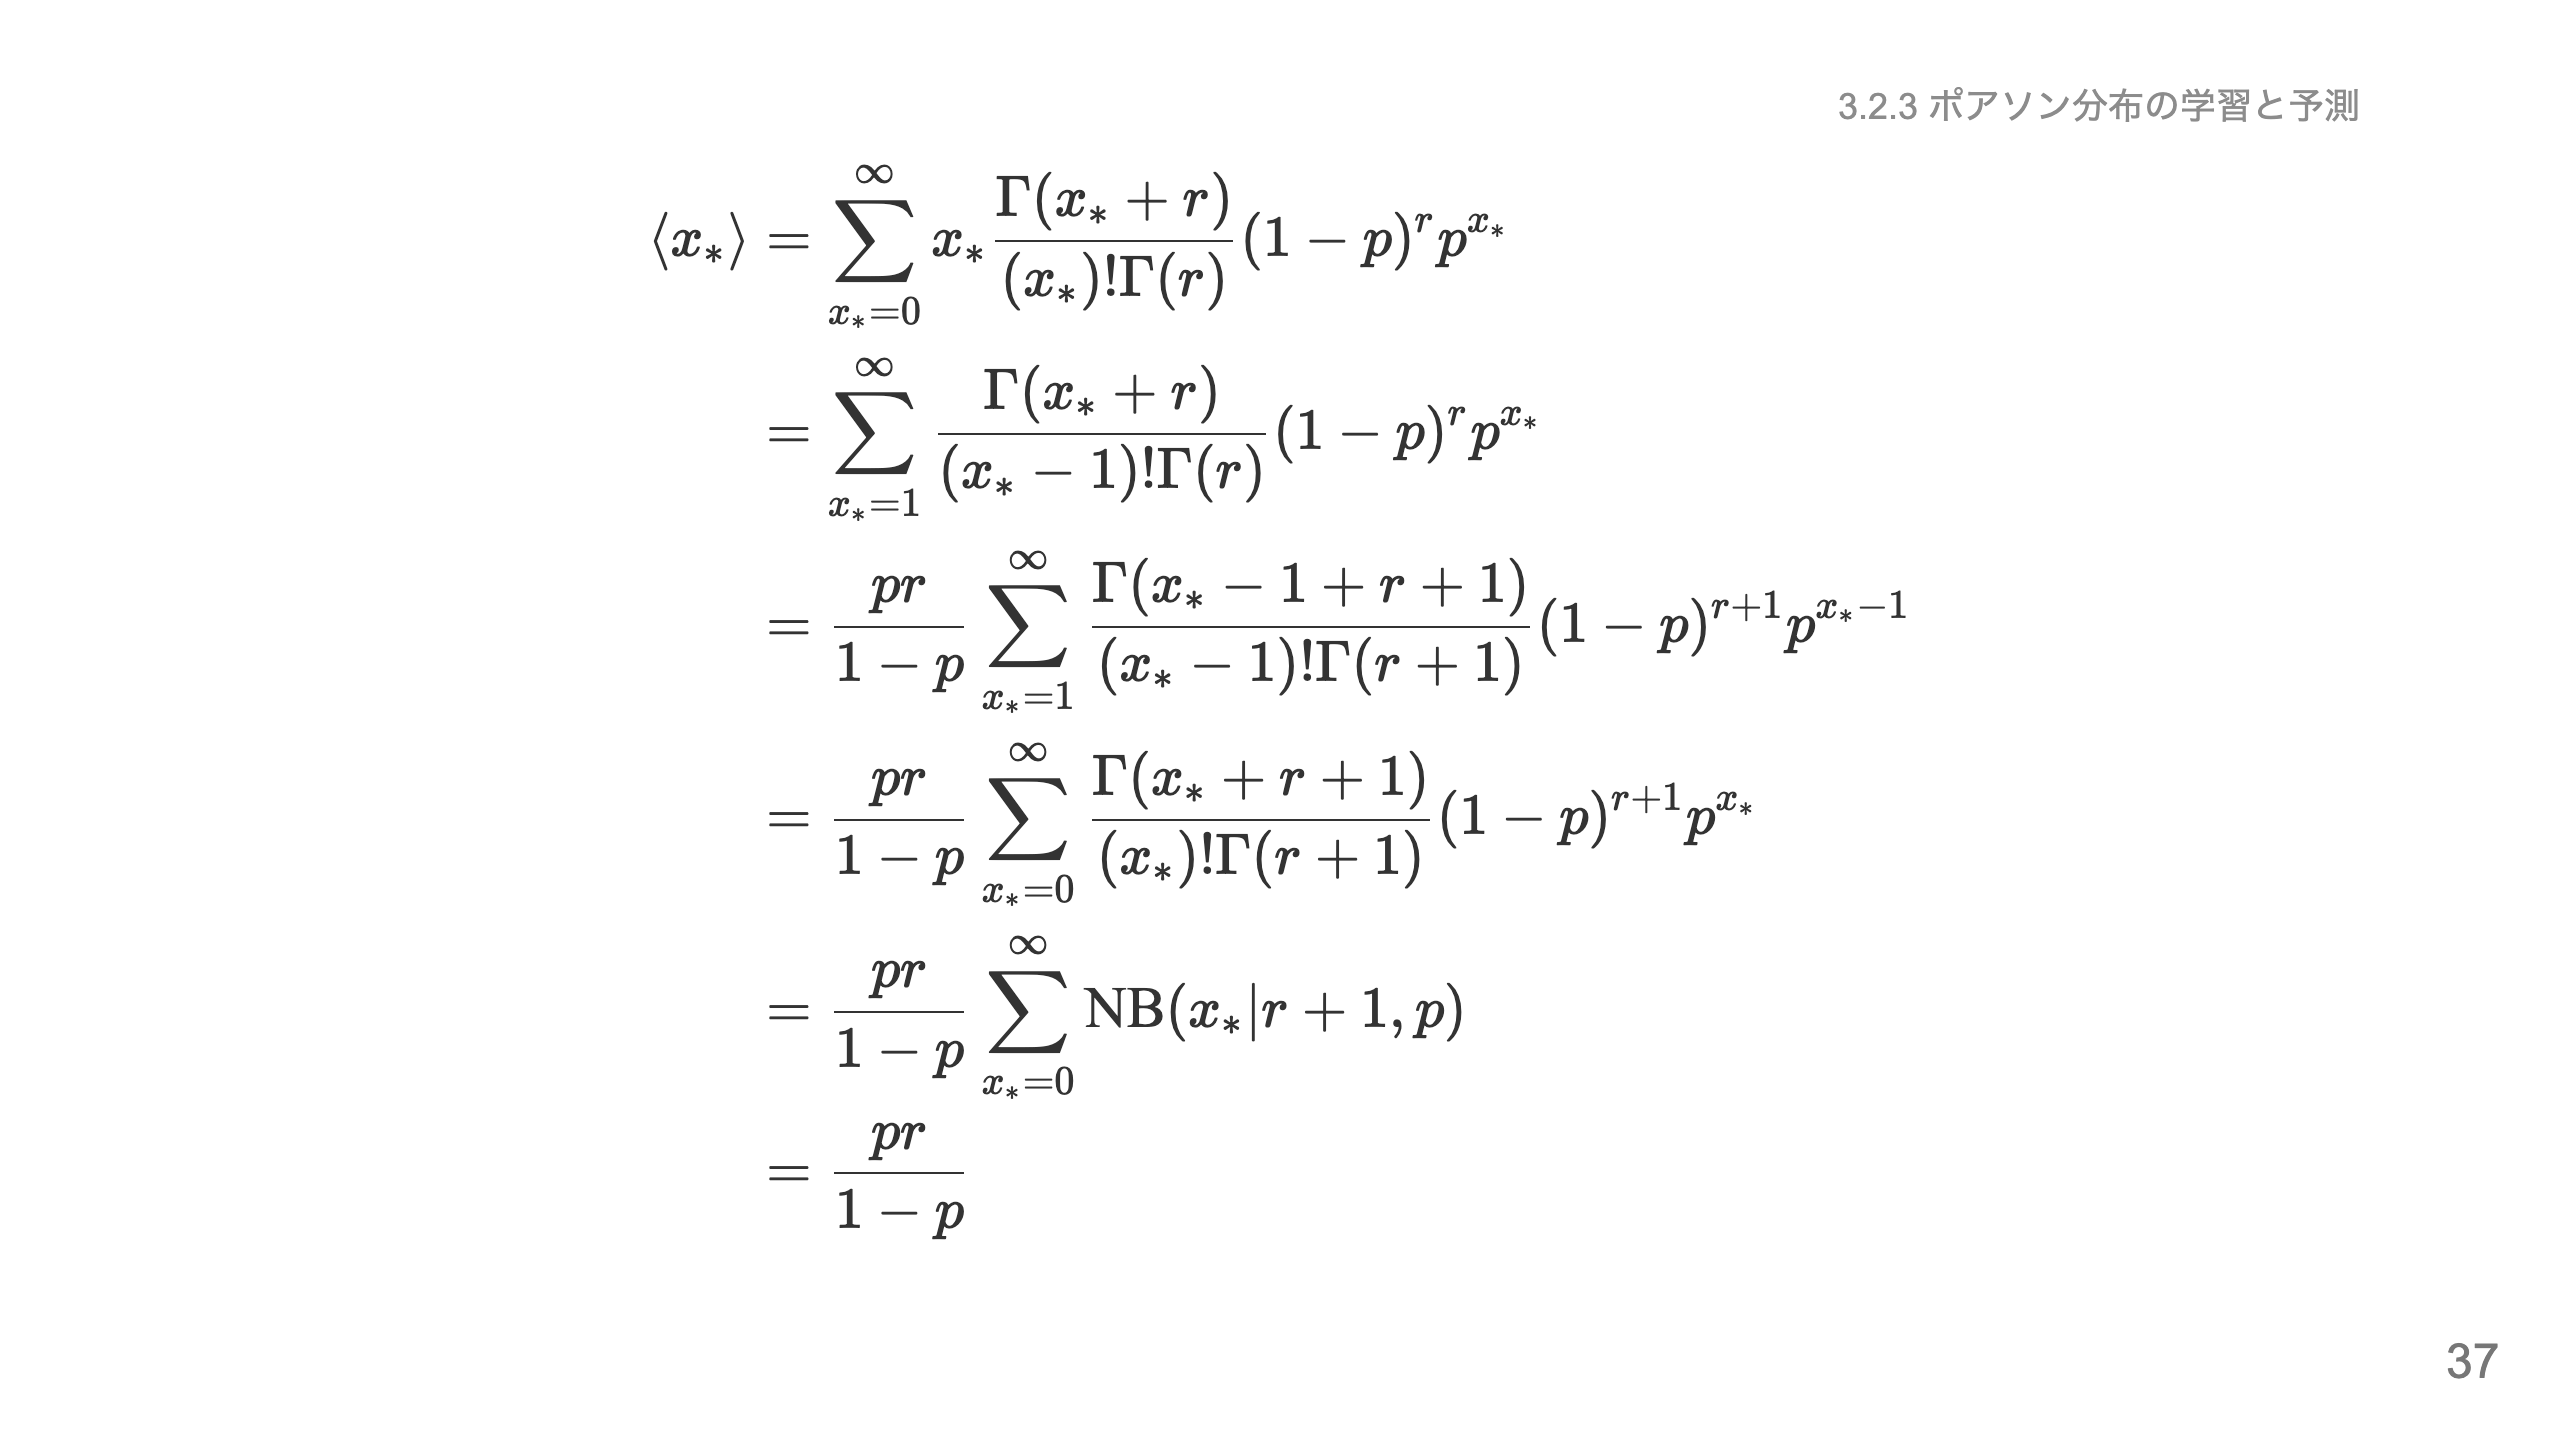 3.2.3 ポアソン分布の学習と予測
$\langle x_* \rangle = \sum_{x_*=0}^{\infty} x_* \frac{\Gamma(x_* + r)}{(x_*)!\Gamma(r)} (1 - p)^r p^{x_*}$
$= \sum_{x_*=1}^{\infty} \frac{\Gamma(x_* + r)}{(x_* - 1)!\Gamma(r)} (1 - p)^r p^{x_*}$
$= \frac{pr}{1 - p} \sum_{x_*=1}^{\infty} \frac{\Gamma(x_* - 1 + r + 1)}{(x_* - 1)!\Gamma(r + 1)} (1 - p)^{r+1} p^{x_*-1}$
$= \frac{pr}{1 - p} \sum_{x_*=0}^{\infty} \frac{\Gamma(x_* + r + 1)}{(x_*)!\Gamma(r + 1)} (1 - p)^{r+1} p^{x_*}$
$= \frac{pr}{1 - p} \sum_{x_*=0}^{\infty} \mathrm{NB}(x_* | r + 1, p)$
$= \frac{pr}{1 - p}$
37